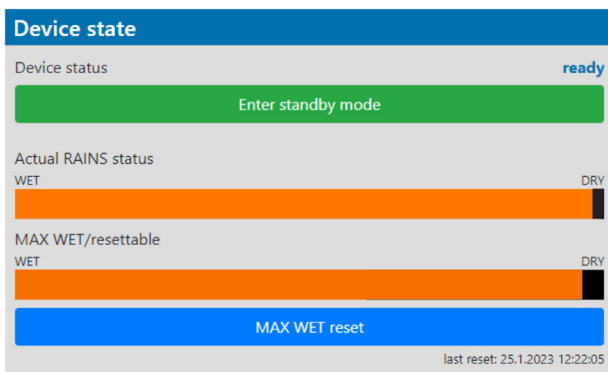 Device state
Device status ready
Enter standby mode
Actual RAINS status
WET DRY
MAX WET/resettable
WET DRY
MAX WET reset
last reset: 25.1.2023 12:22:05